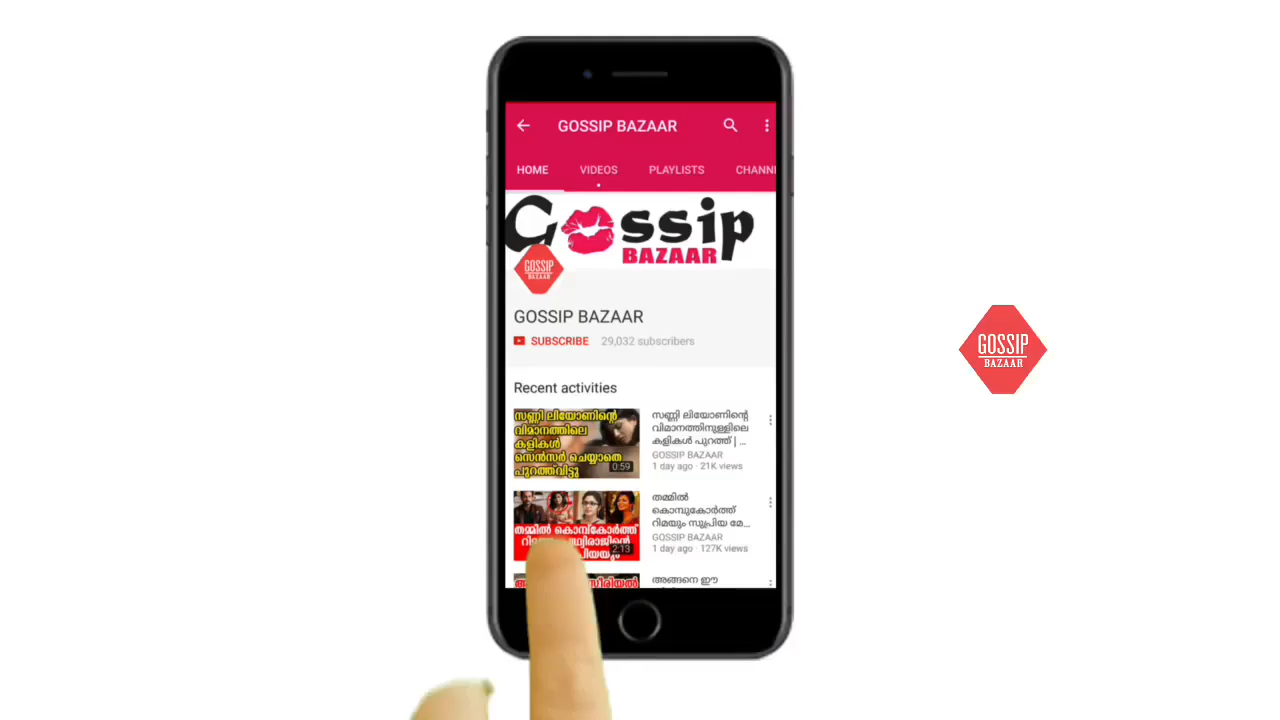 GOSSIP BAZAAR
HOME VIDEOS PLAYLISTS CHANN
Gossip
BAZAAR
GOSSIP
BAZAAR
GOSSIP BAZAAR
SUBSCRIBE 29,032 subscribers
Recent activities
സണ്ണി ലിയോണിന്റെ
വിമാനത്തിലെ
കളികൾ
സെൻസർ ചെയ്യാതെ
പുറത്ത്‌വിട്ടു
0:59
സണ്ണി ലിയോണിന്റെ
വിമാനത്തിനുള്ളിലെ
കളികൾ പുറത്ത് | ...
GOSSIP BAZAAR
1 day ago · 21K views
തമ്മിൽ കൊമ്പ്കോർത്ത്
2:13
തമ്മിൽ
കൊമ്പുകോർത്ത്
റിമയും സുപ്രിയ മേ...
GOSSIP BAZAAR
1 day ago · 127K views
അങ്ങനെ ഈ
GOSSIP
BAZAAR